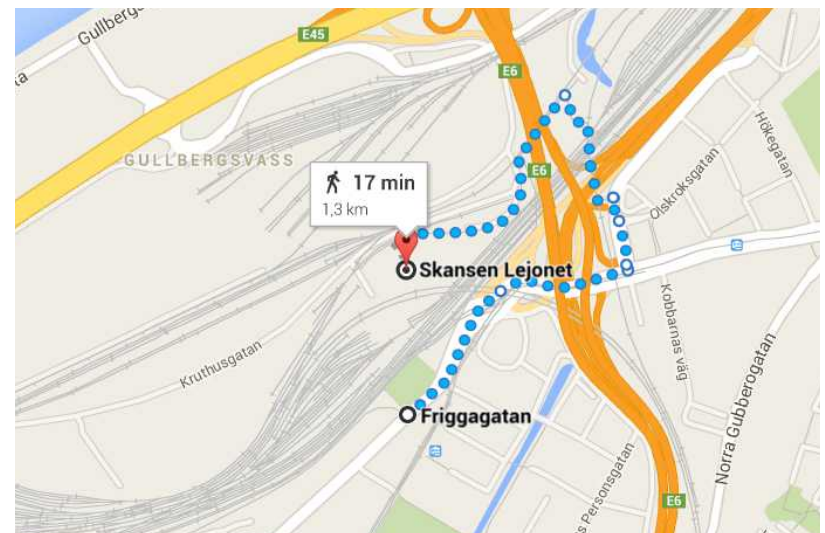 Gullbergs
E45
E6
GULLBERGSVASS
17 min
1,3 km
E6
Hökegatan
Olskroksgatan
Skansen Lejonet
Kobbarnas väg
Kruthusgatan
Friggagatan
Norra Gubberogatan
s Personsgatan
E6